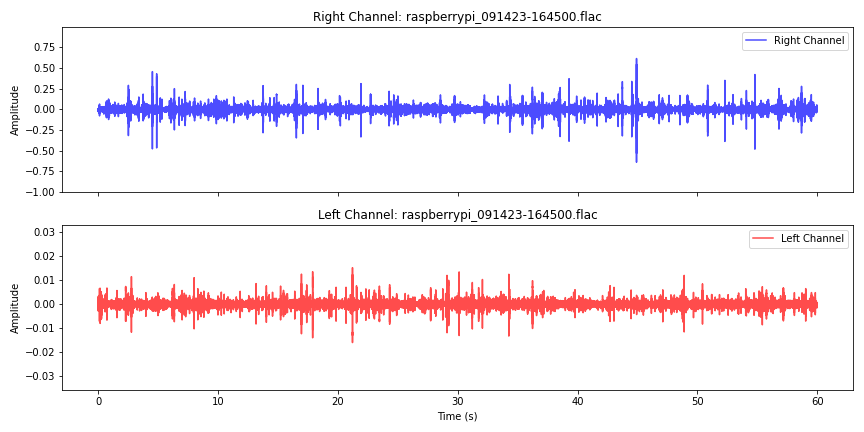 Right Channel: raspberrypi_091423-164500.flac
Right Channel
Amplitude
0.75
0.50
0.25
0.00
−0.25
−0.50
−0.75
−1.00
Left Channel: raspberrypi_091423-164500.flac
Left Channel
Amplitude
0.03
0.02
0.01
0.00
−0.01
−0.02
−0.03
0 10 20 30 40 50 60
Time (s)